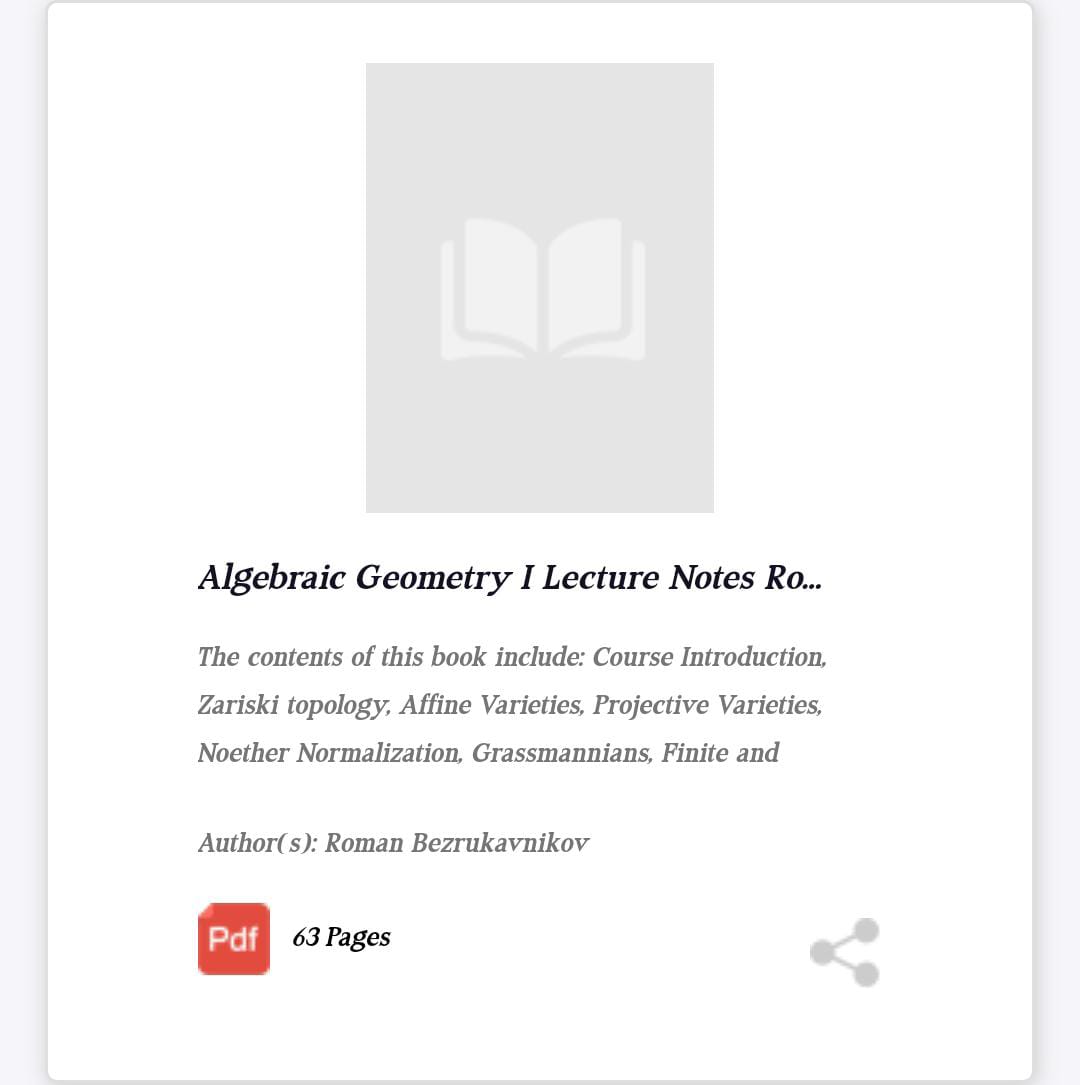 Algebraic Geometry I Lecture Notes Ro...
The contents of this book include: Course Introduction,
Zariski topology, Affine Varieties, Projective Varieties,
Noether Normalization, Grassmannians, Finite and
Author(s): Roman Bezrukavnikov
Pdf 63 Pages